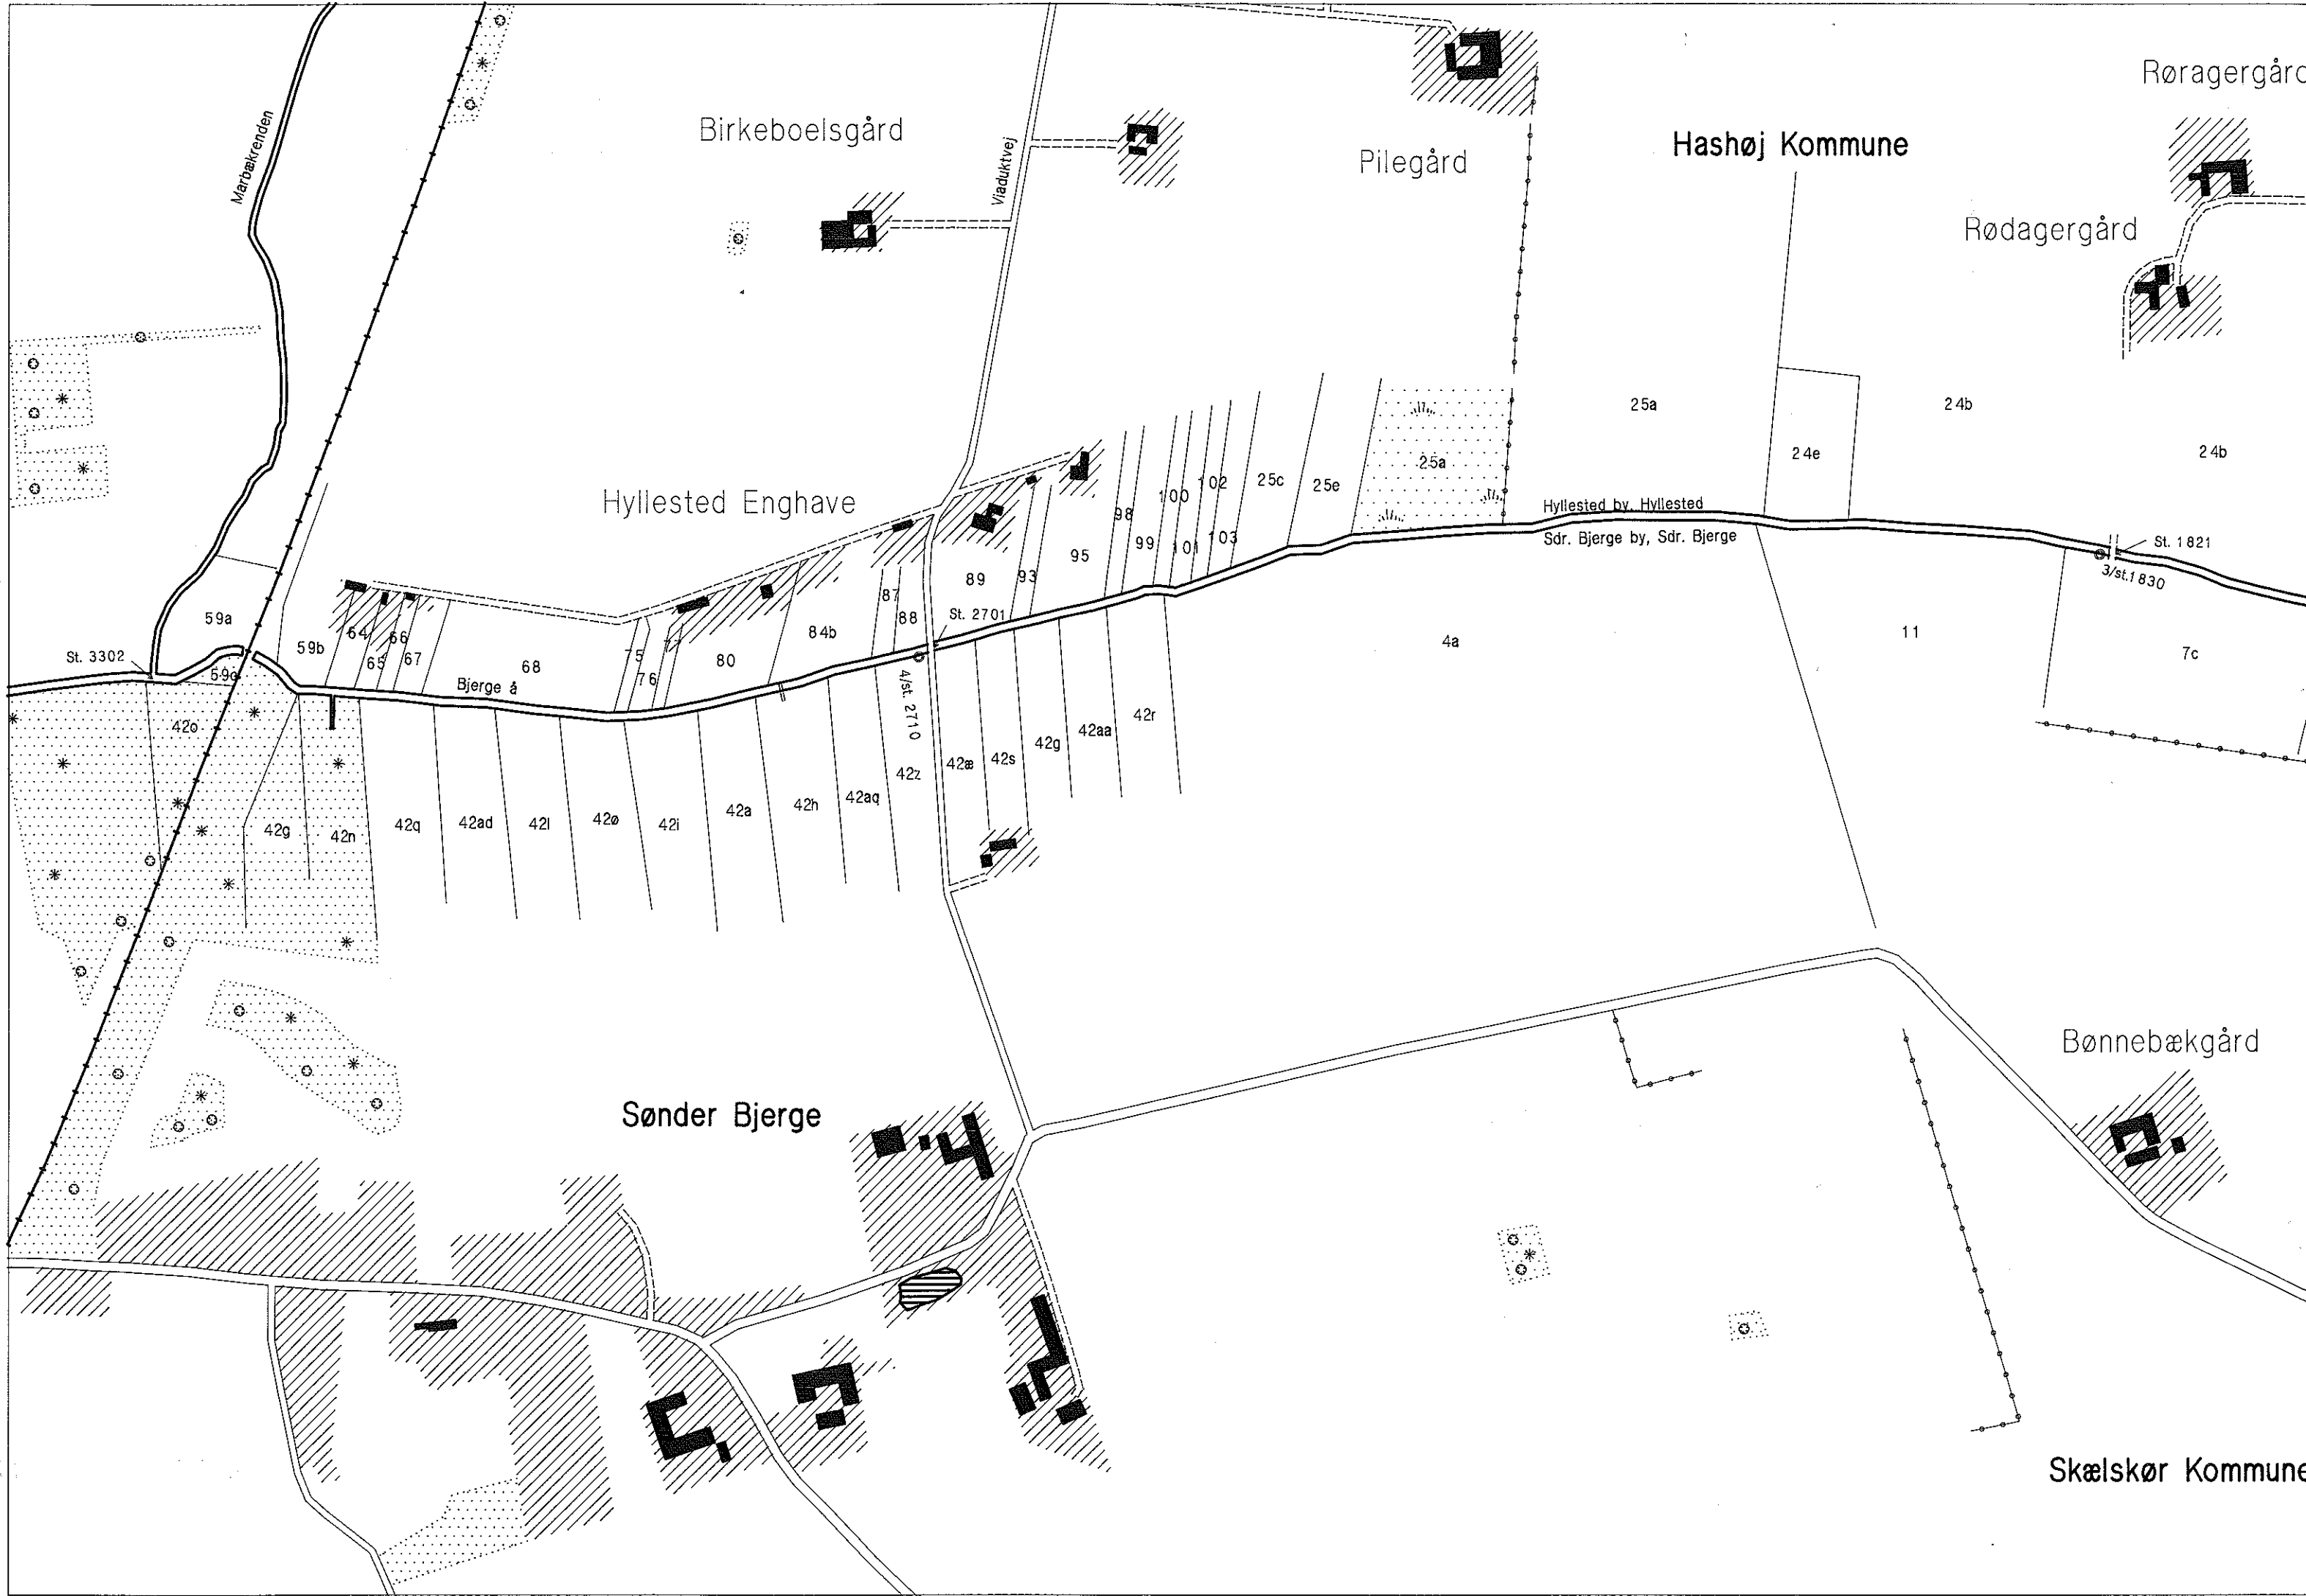 Røragergård
Birkeboelsgård
Marbækrenden
Viaduktvej
Hashøj Kommune
Pilegård
Rødagergård
25a
24b
24e
24b
25a
102
25c
25e
100
98
Hyllested Enghave
Hyllested by, Hyllested
Sdr. Bjerge by, Sdr. Bjerge
St. 1821
3/st.1830
99
101
103
95
93
89
87
88
St. 2701
59a
59b
64
65
66
67
68
75
76
77
80
84b
4a
11
7c
St. 3302
Bjerge å
4/st. 2710
42o
42r
42aa
42g
42s
42æ
42z
42aq
42h
42a
42i
42ø
42l
42ad
42q
42n
42g
Bønnebækgård
Sønder Bjerge
Skælskør Kommune